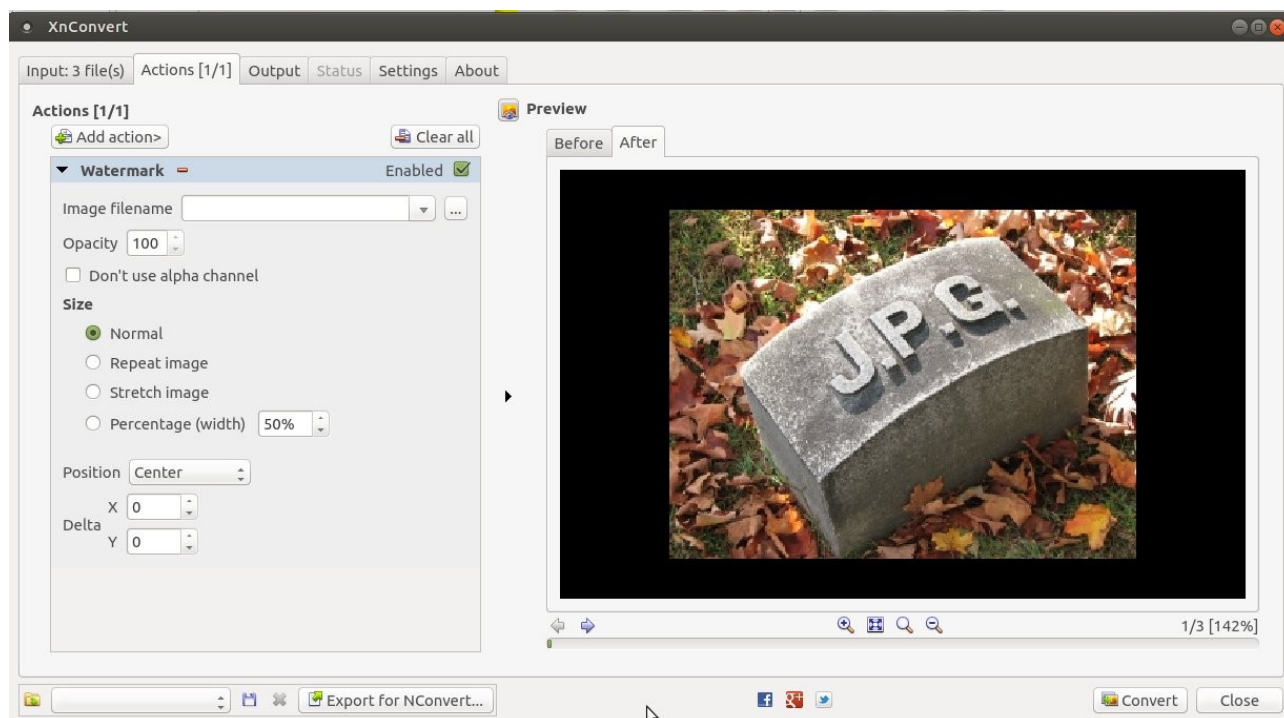 XnConvert
Input: 3 file(s) Actions [1/1] Output Status Settings About
Actions [1/1]
Add action> Clear all
Watermark Enabled
Image filename ...
Opacity 100
Don't use alpha channel
Size
Normal
Repeat image
Stretch image
Percentage (width) 50%
Position Center
X 0
Delta
Y 0
Preview
Before After
J.P.G.
1/3 [142%]
Export for NConvert...
Convert Close